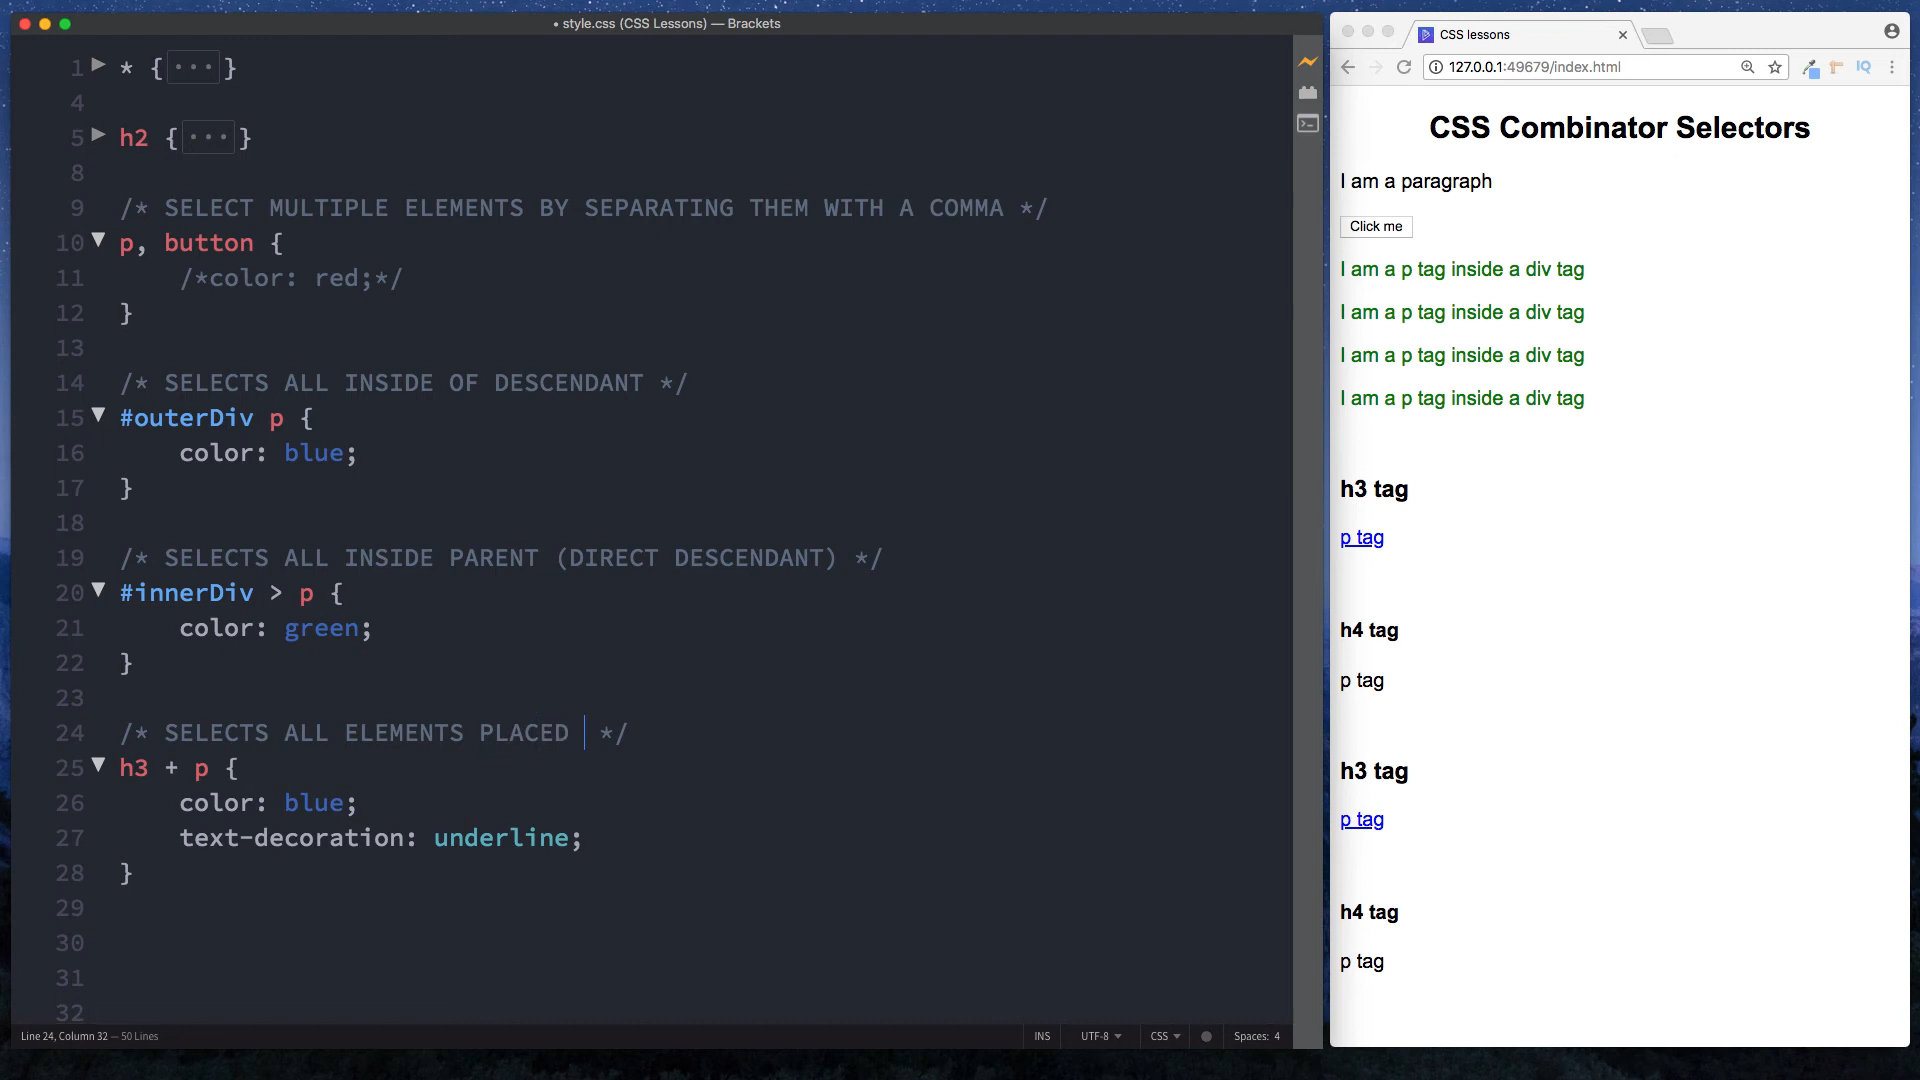 • style.css (CSS Lessons) — Brackets
1 * {...}
4
5 h2 {...}
8
9 /* SELECT MULTIPLE ELEMENTS BY SEPARATING THEM WITH A COMMA */
10 p, button {
11 /*color: red;*/
12 }
13
14 /* SELECTS ALL INSIDE OF DESCENDANT */
15 #outerDiv p {
16 color: blue;
17 }
18
19 /* SELECTS ALL INSIDE PARENT (DIRECT DESCENDANT) */
20 #innerDiv > p {
21 color: green;
22 }
23
24 /* SELECTS ALL ELEMENTS PLACED */
25 h3 + p {
26 color: blue;
27 text-decoration: underline;
28 }
29
30
31
32
Line 24, Column 32 — 50 Lines
INS UTF-8 CSS Spaces: 4
CSS lessons
127.0.0.1:49679/index.html
IQ
CSS Combinator Selectors
I am a paragraph
Click me
I am a p tag inside a div tag
I am a p tag inside a div tag
I am a p tag inside a div tag
I am a p tag inside a div tag
h3 tag
p tag
h4 tag
p tag
h3 tag
p tag
h4 tag
p tag